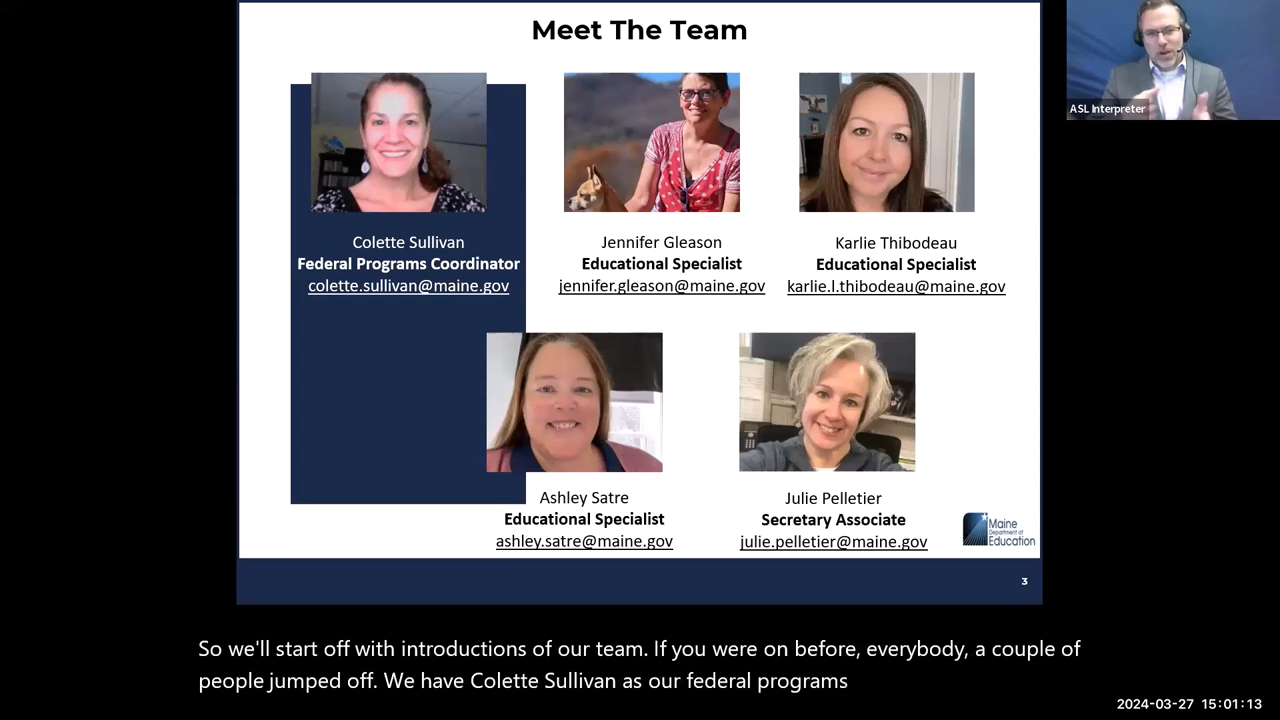 Meet The Team
ASL Interpreter
Colette Sullivan
Federal Programs Coordinator
colette.sullivan@maine.gov
Jennifer Gleason
Educational Specialist
jennifer.gleason@maine.gov
Karlie Thibodeau
Educational Specialist
karlie.l.thibodeau@maine.gov
Ashley Satre
Educational Specialist
ashley.satre@maine.gov
Julie Pelletier
Secretary Associate
julie.pelletier@maine.gov
Maine
Department of
Education
3
So we'll start off with introductions of our team. If you were on before, everybody, a couple of
people jumped off. We have Colette Sullivan as our federal programs
2024-03-27 15:01:13